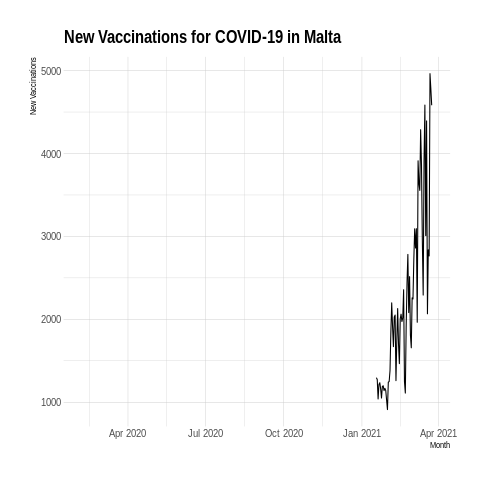 New Vaccinations for COVID-19 in Malta
New Vaccinations
5000
4000
3000
2000
1000
Apr 2020 Jul 2020 Oct 2020 Jan 2021 Apr 2021
Month